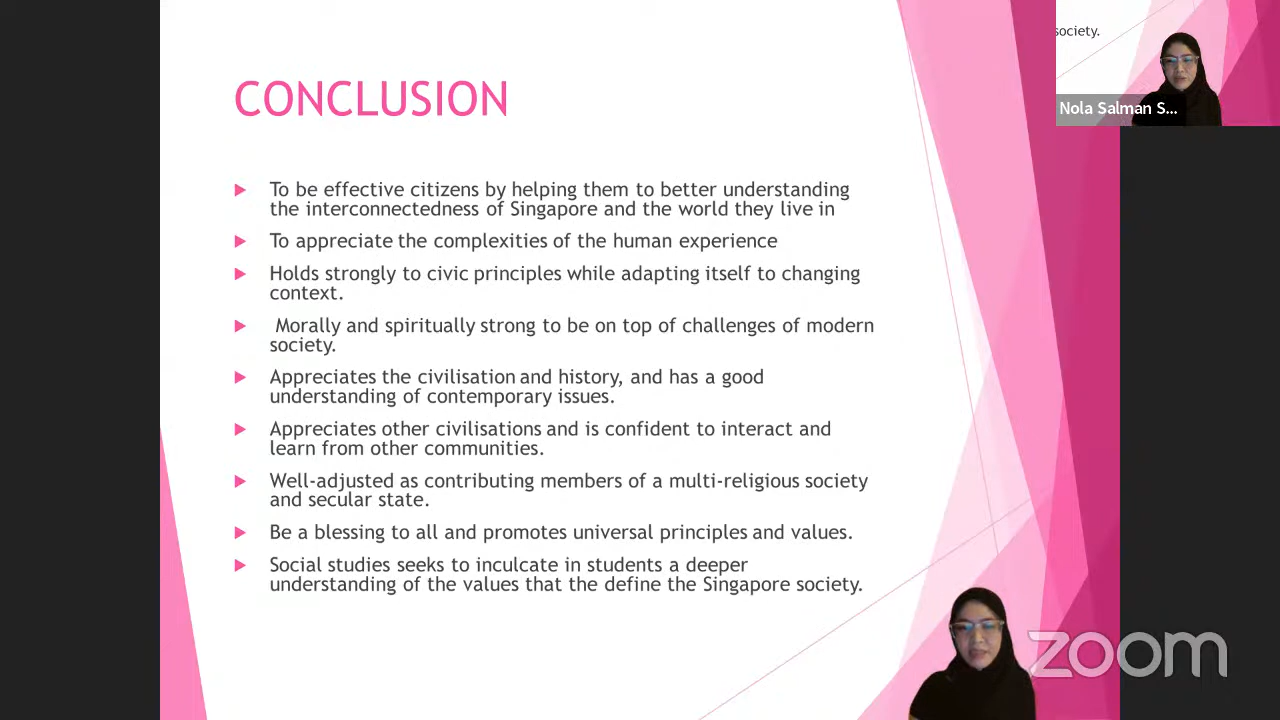 society.
Nola Salman S...
CONCLUSION
To be effective citizens by helping them to better understanding
the interconnectedness of Singapore and the world they live in
To appreciate the complexities of the human experience
Holds strongly to civic principles while adapting itself to changing
context.
Morally and spiritually strong to be on top of challenges of modern
society.
Appreciates the civilisation and history, and has a good
understanding of contemporary issues.
Appreciates other civilisations and is confident to interact and
learn from other communities.
Well-adjusted as contributing members of a multi-religious society
and secular state.
Be a blessing to all and promotes universal principles and values.
Social studies seeks to inculcate in students a deeper
understanding of the values that the define the Singapore society.
zoom